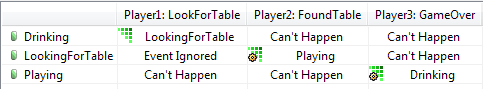 Player1: LookForTable Player2: FoundTable Player3: GameOver
Drinking LookingForTable Can't Happen Can't Happen
LookingForTable Event Ignored Playing Can't Happen
Playing Can't Happen Can't Happen Drinking